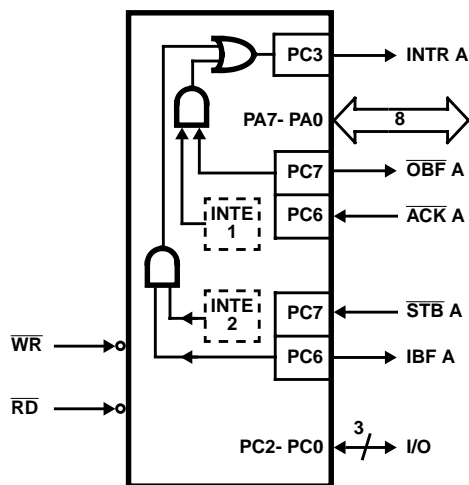 PC3 INTR A
PA7- PA0 8
PC7 OBF A
PC6 ACK A
INTE
1
PC7 STB A
INTE
2
PC6 IBF A
WR
RD
3
PC2- PC0 I/O